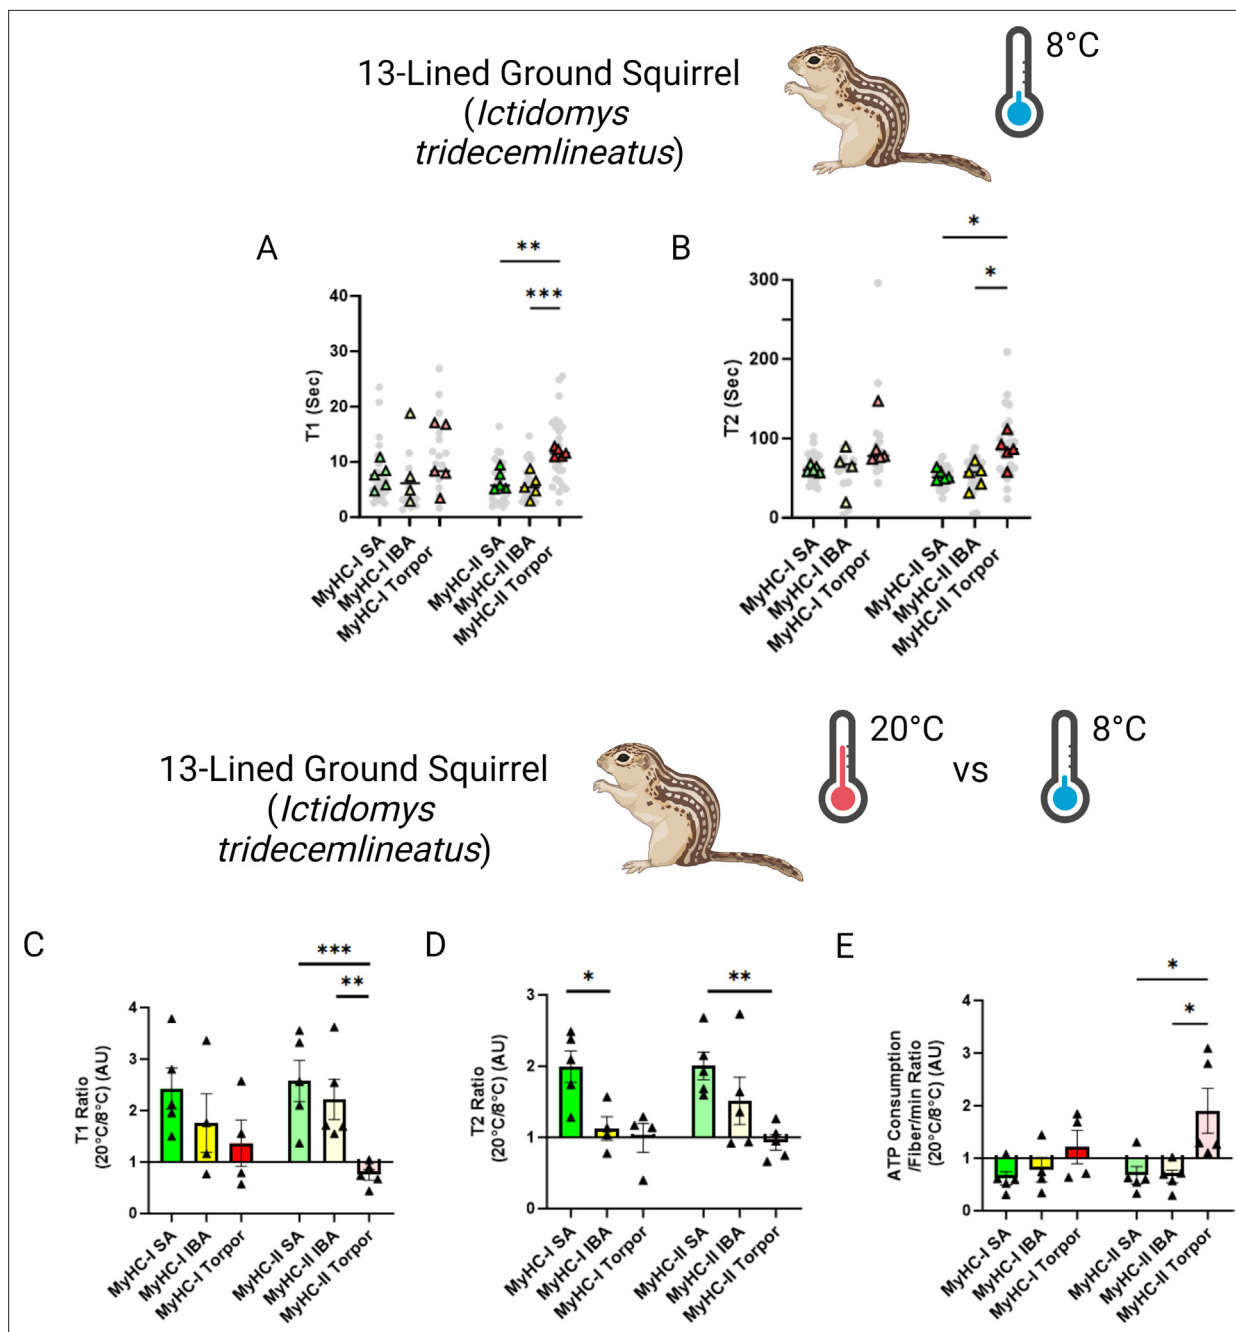 13-Lined Ground Squirrel
(Ictidomys
tridecemlineatus)
8°C
A
**
***
T1 (Sec)
40
30
20
10
0
MyHC-I SA
MyHC-I IBA
MyHC-I Torpor
MyHC-II SA
MyHC-II IBA
MyHC-II Torpor
B
*
*
T2 (Sec)
300
200
100
0
MyHC-I SA
MyHC-I IBA
MyHC-I Torpor
MyHC-II SA
MyHC-II IBA
MyHC-II Torpor
13-Lined Ground Squirrel
(Ictidomys
tridecemlineatus)
20°C
vs
8°C
C
***
**
T1 Ratio
(20°C/8°C) (AU)
4
3
2
1
0
MyHC-I SA
MyHC-I IBA
MyHC-I Torpor
MyHC-II SA
MyHC-II IBA
MyHC-II Torpor
D
*
**
T2 Ratio
(20°C/8°C) (AU)
3
2
1
0
MyHC-I SA
MyHC-I IBA
MyHC-I Torpor
MyHC-II SA
MyHC-II IBA
MyHC-II Torpor
E
*
*
ATP Consumption
/Fiber/min Ratio
(20°C/8°C) (AU)
4
3
2
1
0
MyHC-I SA
MyHC-I IBA
MyHC-I Torpor
MyHC-II SA
MyHC-II IBA
MyHC-II Torpor